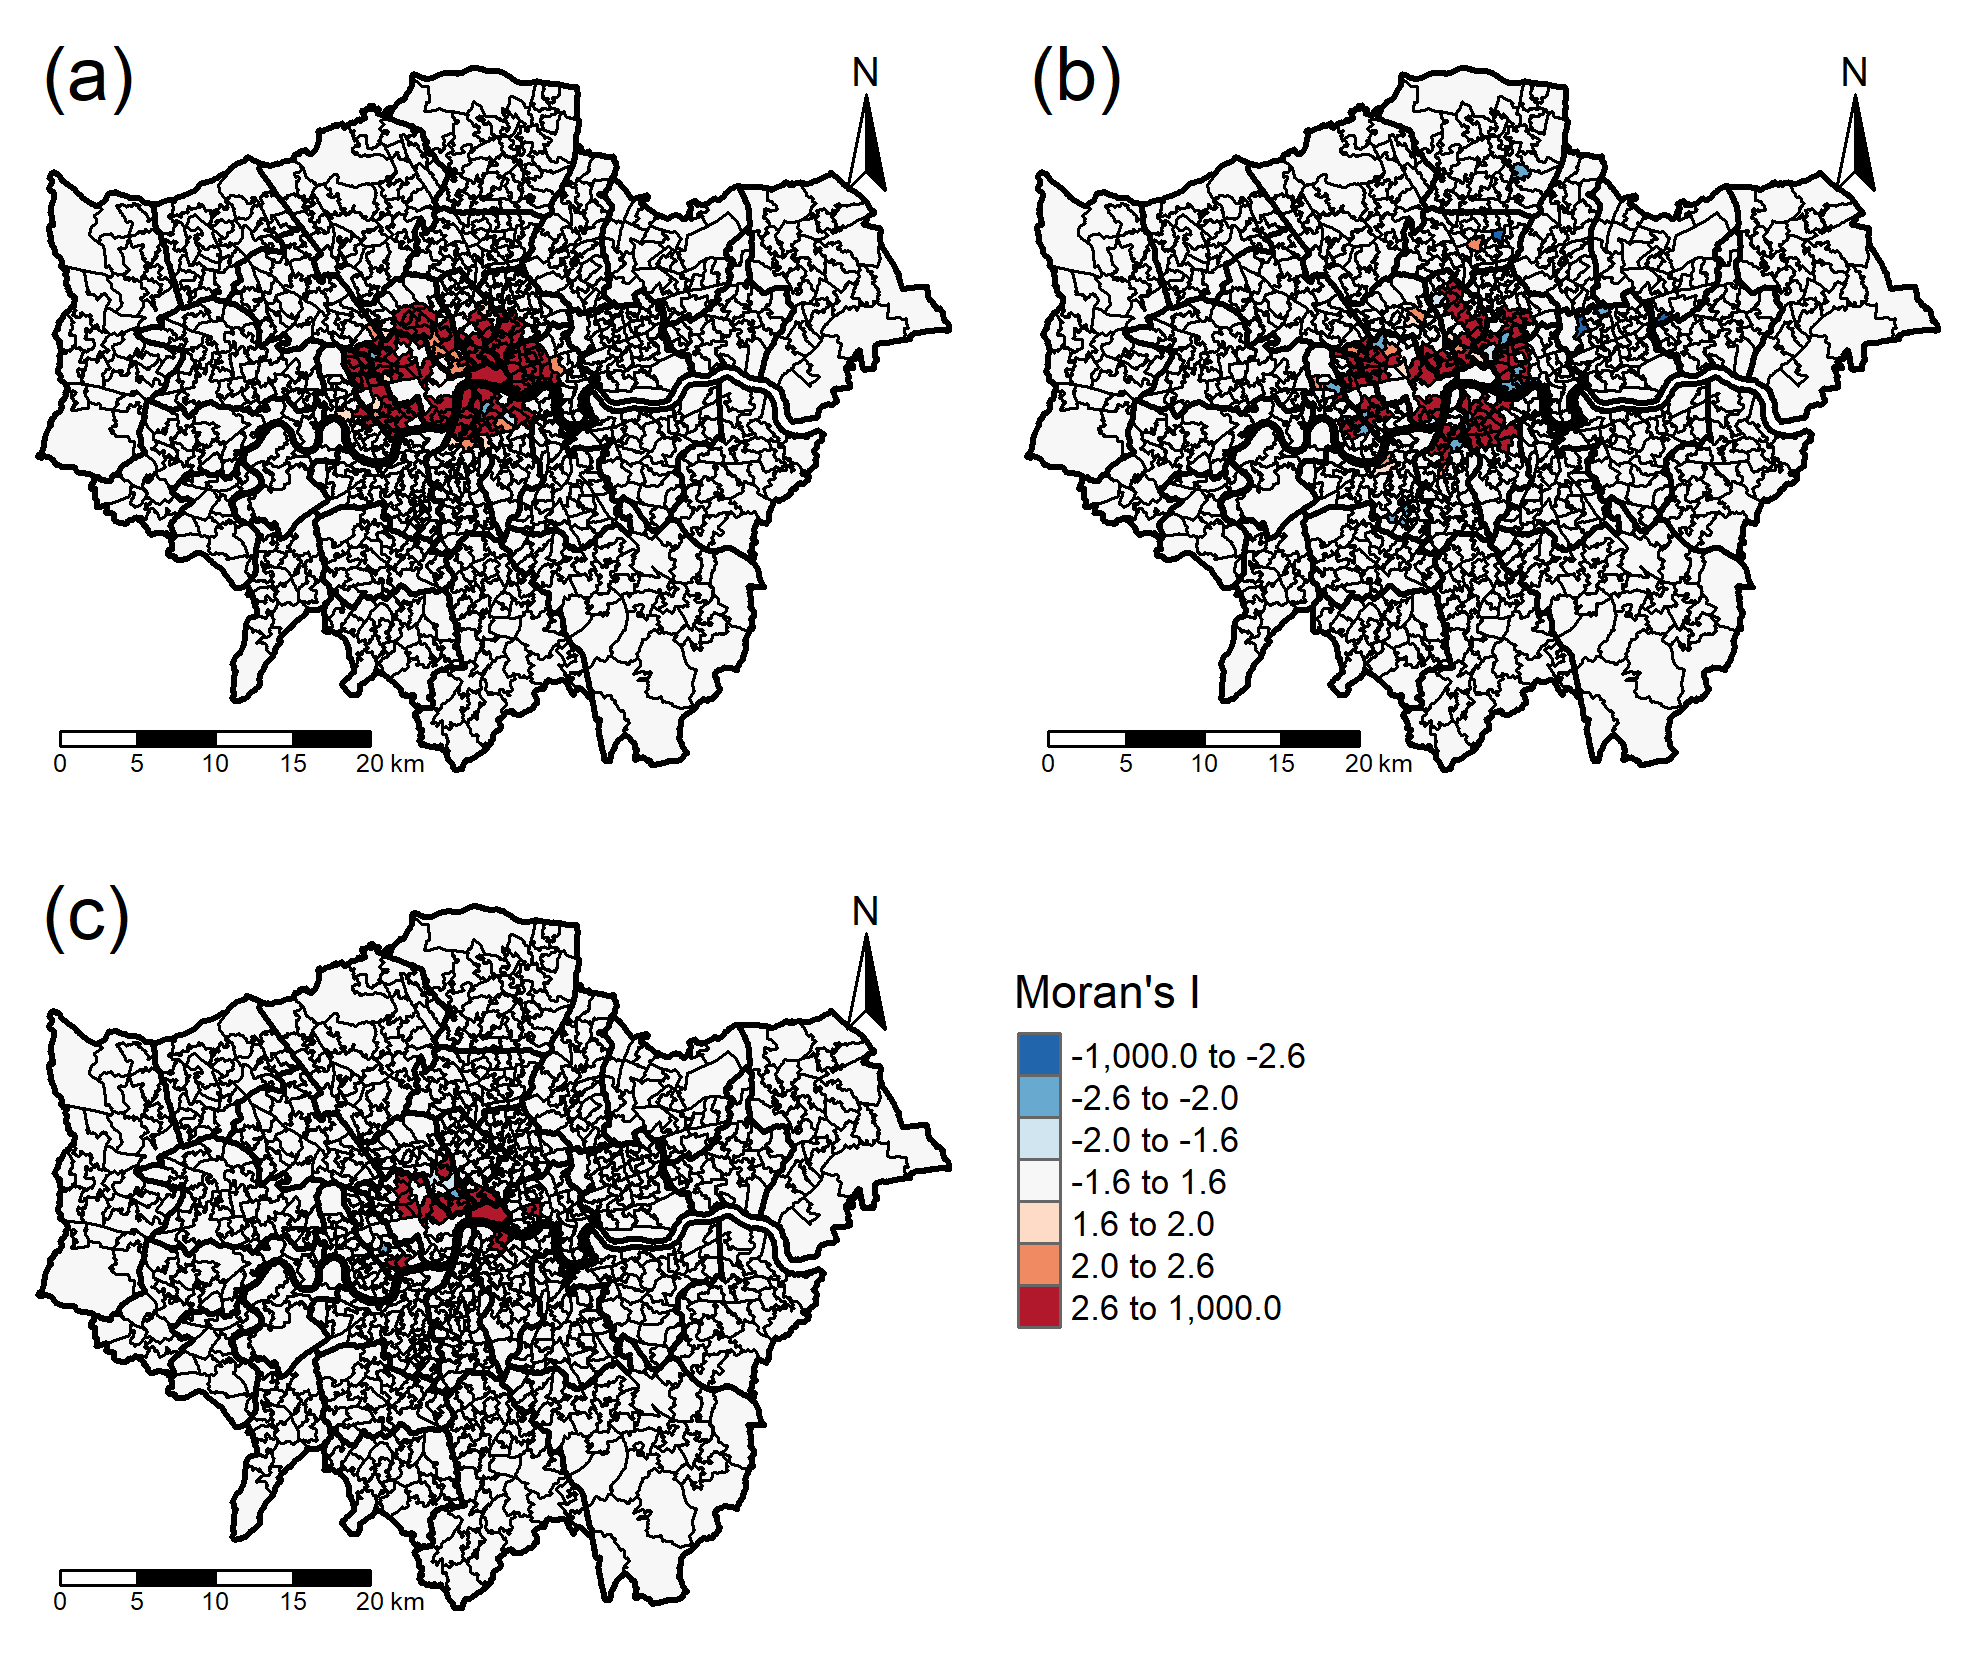 (a)
N
0 5 10 15 20 km
(b)
N
0 5 10 15 20 km
(c)
N
0 5 10 15 20 km
Moran's I
-1,000.0 to -2.6
-2.6 to -2.0
-2.0 to -1.6
-1.6 to 1.6
1.6 to 2.0
2.0 to 2.6
2.6 to 1,000.0